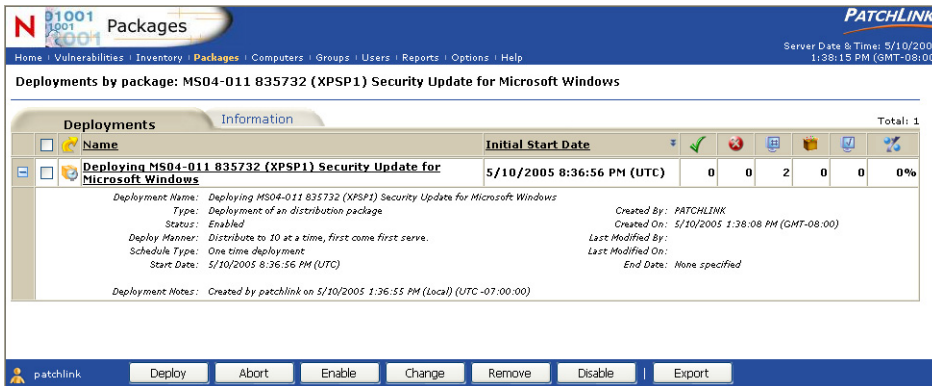 N 01001 1001 01001 Packages PATCHLINK
Server Date & Time: 5/10/200
1:38:15 PM (GMT-08:00
Home | Vulnerabilities | Inventory | Packages | Computers | Groups | Users | Reports | Options | Help
Deployments by package: MS04-011 835732 (XPSP1) Security Update for Microsoft Windows
Deployments Information Total: 1
Name Initial Start Date
Deploying MS04-011 835732 (XPSP1) Security Update for Microsoft Windows 5/10/2005 8:36:56 PM (UTC) 0 0 2 0 0 0%
Deployment Name: Deploying MS04-011 835732 (XPSP1) Security Update for Microsoft Windows
Type: Deployment of an distribution package Created By: PATCHLINK
Status: Enabled Created On: 5/10/2005 1:38:08 PM (GMT-08:00)
Deploy Manner: Distribute to 10 at a time, first come first serve. Last Modified By:
Schedule Type: One time deployment Last Modified On:
Start Date: 5/10/2005 8:36:56 PM (UTC) End Date: None specified
Deployment Notes: Created by patchlink on 5/10/2005 1:36:55 PM (Local) (UTC -07:00:00)
patchlink Deploy Abort Enable Change Remove Disable | Export